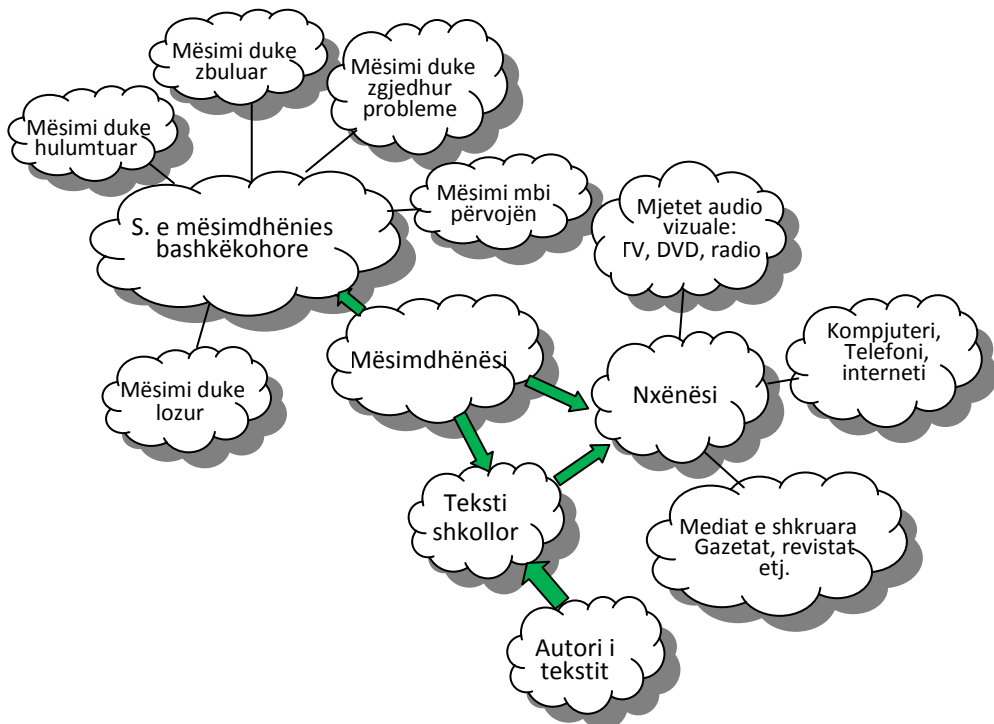 Mësimi duke
zbuluar
Mësimi duke
zgjedhur
probleme
Mësimi duke
hulumtuar
Mësimi mbi
përvojën
S. e mësimdhënies
bashkëkohore
Mjetet audio
vizuale:
TV, DVD, radio
Mësimdhënësi
Kompjuteri,
Telefoni,
interneti
Nxënësi
Mësimi duke
lozur
Teksti
shkollor
Mediat e shkruara
Gazetat, revistat
etj.
Autori i
tekstit